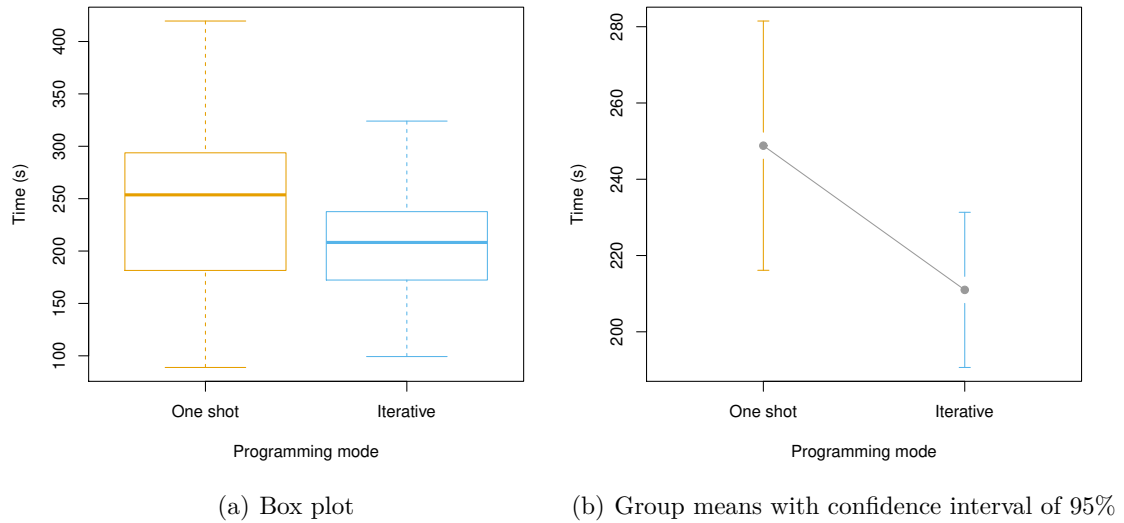 400
350
300
250
200
150
100
Time (s)
One shot
Iterative
Programming mode
(a) Box plot
280
260
240
220
200
Time (s)
One shot
Iterative
Programming mode
(b) Group means with confidence interval of 95%